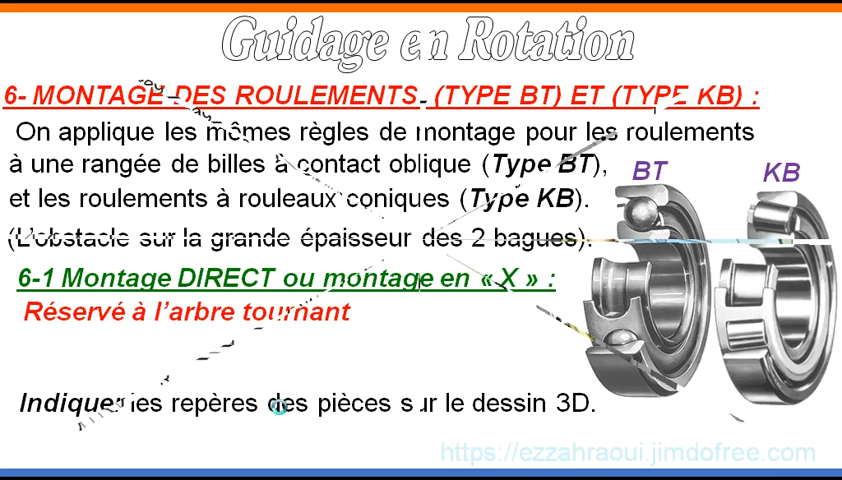 Guidage en Rotation
6- MONTAGE DES ROULEMENTS (TYPE BT) ET (TYPE KB) :
On applique les mêmes règles de montage pour les roulements
à une rangée de billes à contact oblique (Type BT),
BT KB
et les roulements à rouleaux coniques (Type KB).
(L'obstacle sur la grande épaisseur des 2 bagues).
6-1 Montage DIRECT ou montage en « X » :
Réservé à l'arbre tournant
Indiquer les repères des pièces sur le dessin 3D.
https://ezzahraoui.jimdofree.com